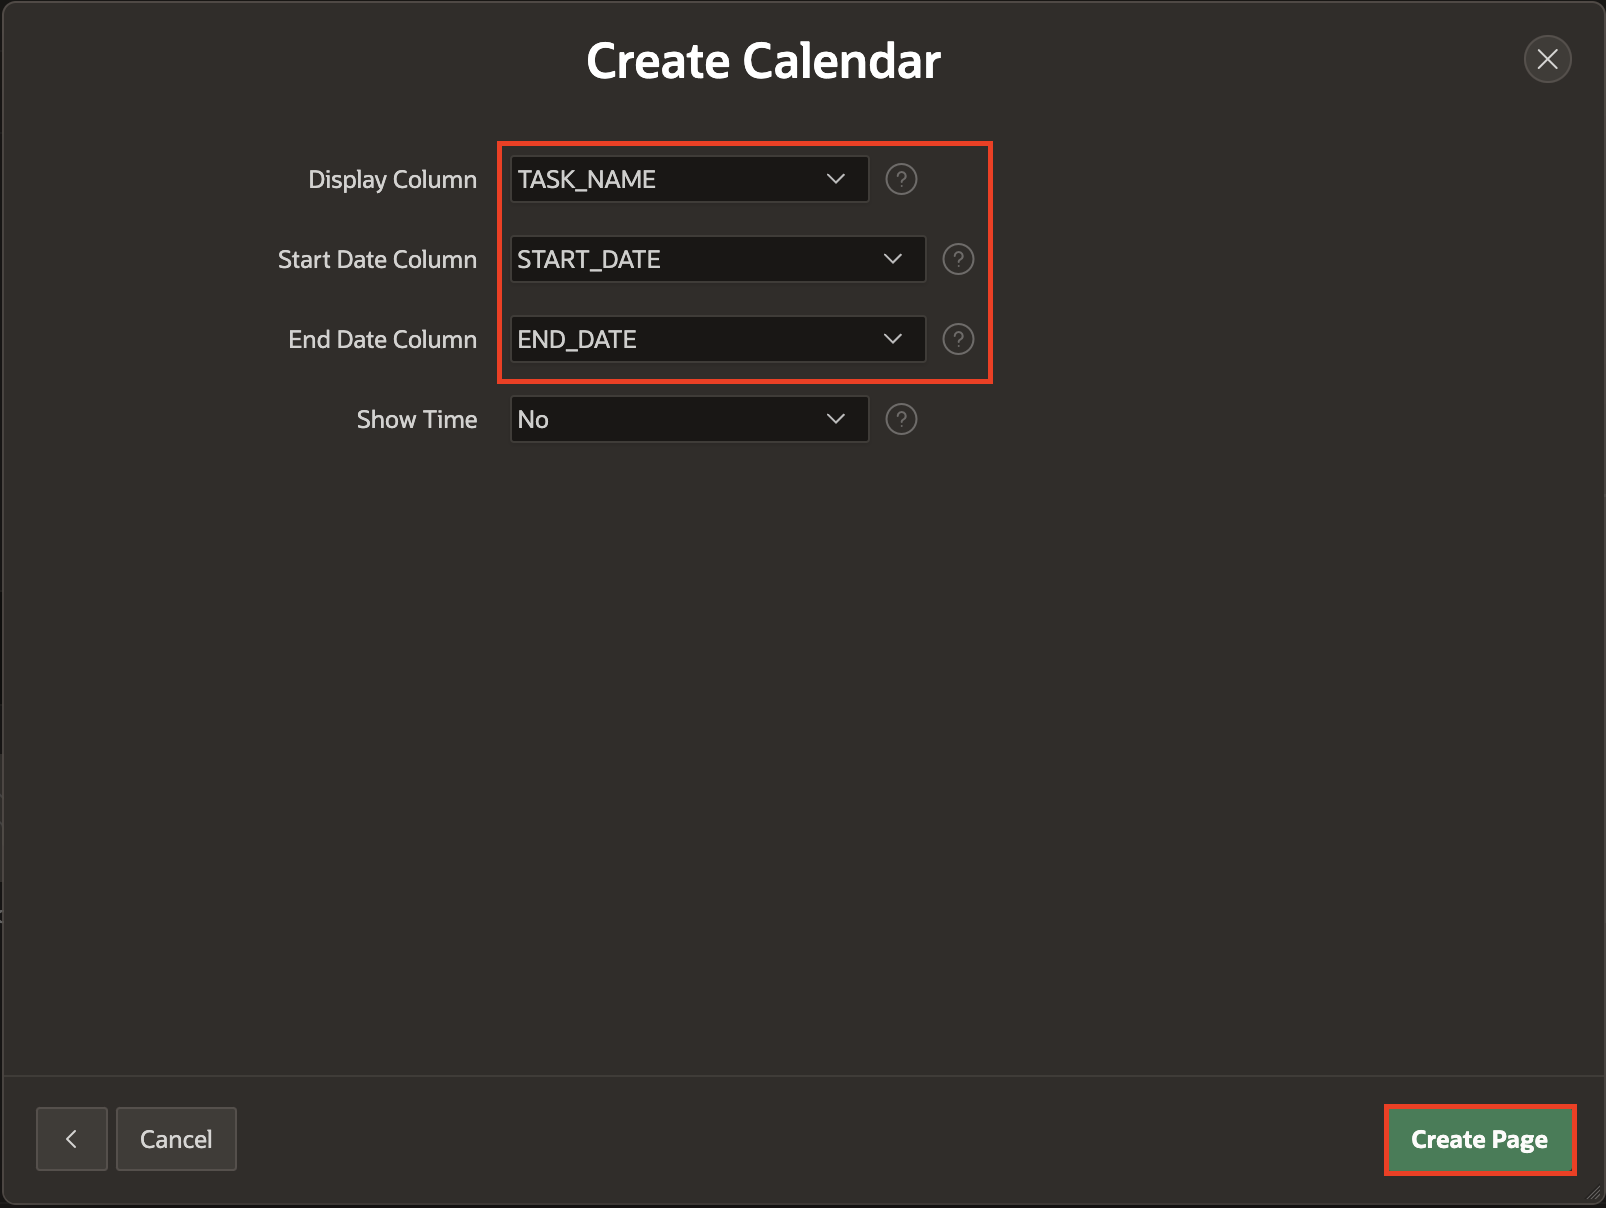 Create Calendar
Display Column TASK_NAME ?
Start Date Column START_DATE ?
End Date Column END_DATE ?
Show Time No ?
Cancel Create Page